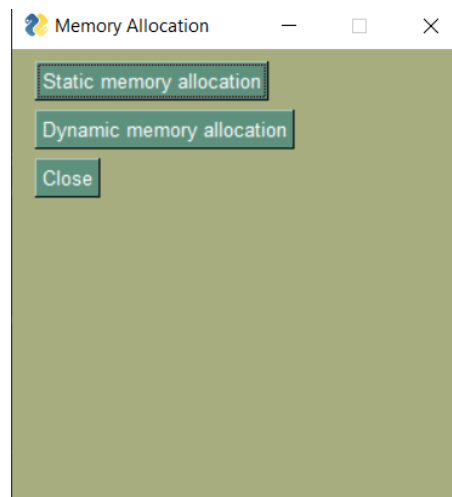 Memory Allocation
Static memory allocation
Dynamic memory allocation
Close